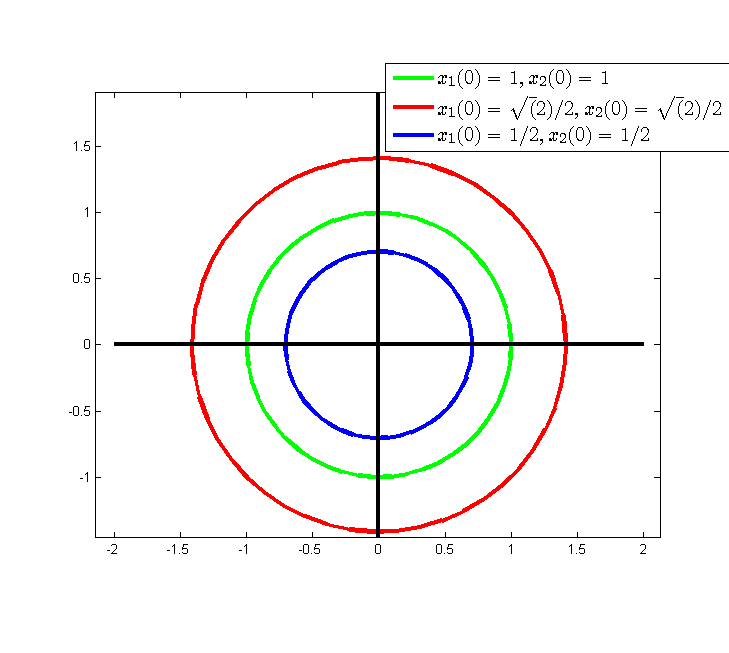 x₁(0) = 1, x₂(0) = 1
x₁(0) = √(2)/2, x₂(0) = √(2)/2
x₁(0) = 1/2, x₂(0) = 1/2
1.5
1
0.5
0
-0.5
-1
-2 -1.5 -1 -0.5 0 0.5 1 1.5 2